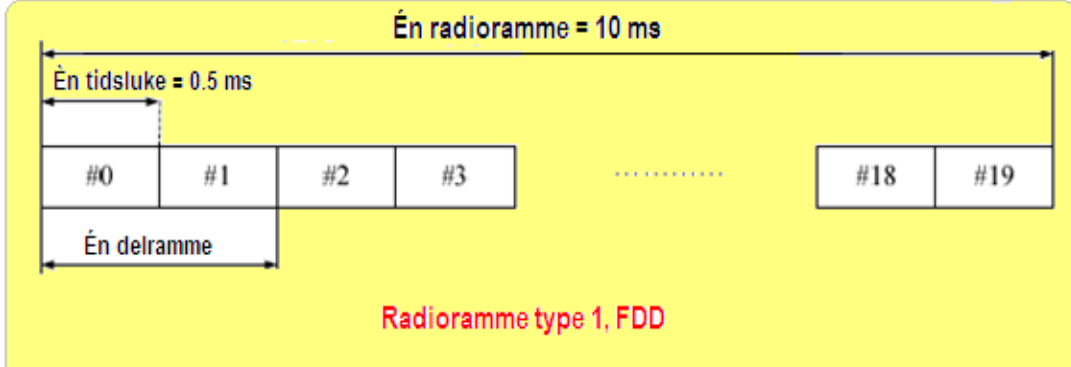 Én radioramme = 10 ms
Èn tidsluke = 0.5 ms
#0 #1 #2 #3 ............ #18 #19
Én delramme
Radioramme type 1, FDD